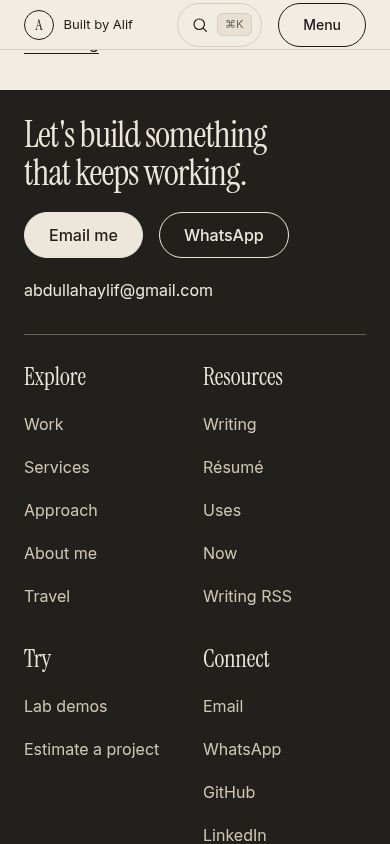 A
Built by Alif
⌘K
Menu
Let's build something
that keeps working.
Email me
WhatsApp
abdullahaylif@gmail.com
Explore
Work
Services
Approach
About me
Travel
Resources
Writing
Résumé
Uses
Now
Writing RSS
Try
Lab demos
Estimate a project
Connect
Email
WhatsApp
GitHub
LinkedIn